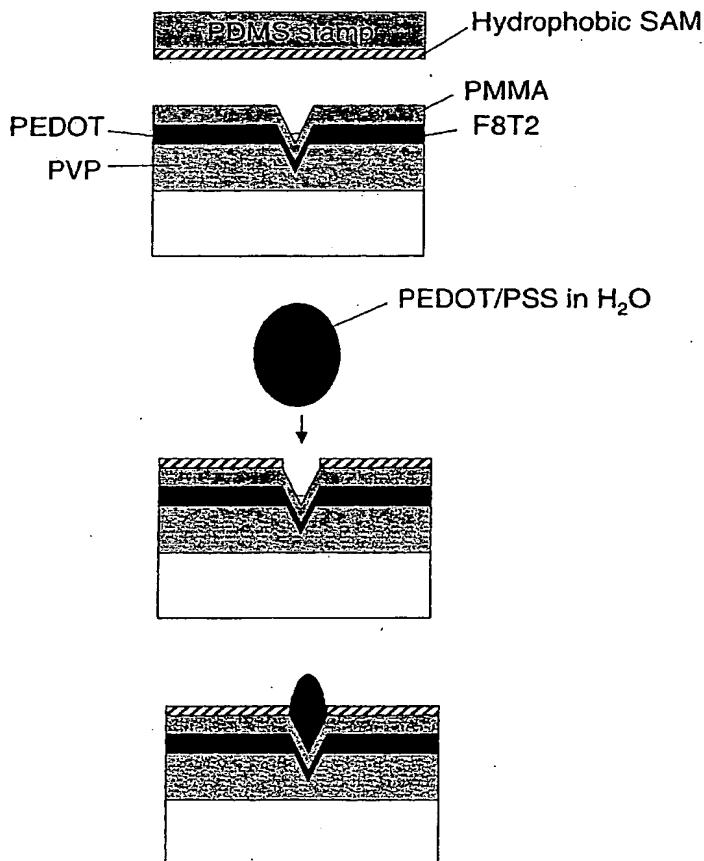 PDMS stamp
Hydrophobic SAM
PMMA
PEDOT
F8T2
PVP
PEDOT/PSS in H₂O